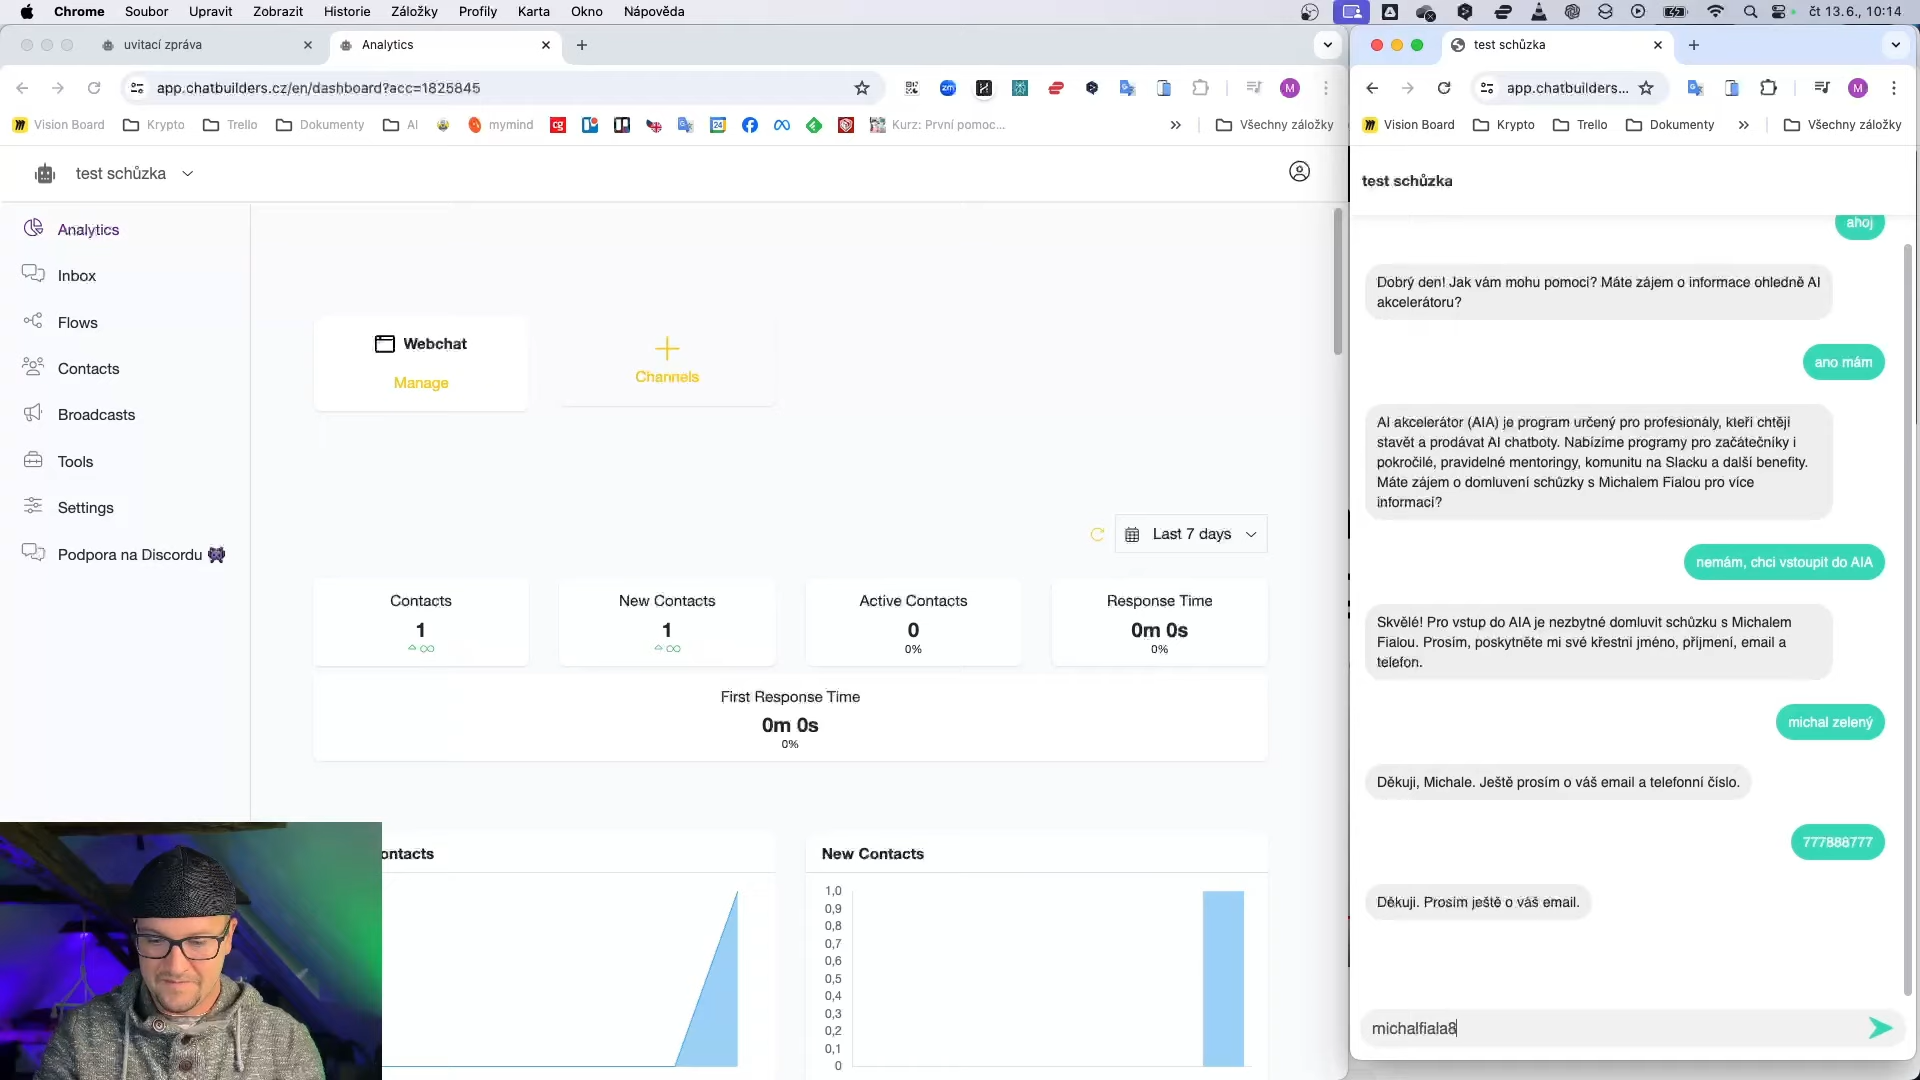 Chrome Soubor Upravit Zobrazit Historie Záložky Profily Karta Okno Nápověda
čt 13.6., 10:14
uvitací zpráva
Analytics
app.chatbuilders.cz/en/dashboard?acc=1825845
M
Vision Board Krypto Trello Dokumenty AI mymind Kurz: První pomoc... Všechny záložky
test schůzka
Analytics
Inbox
Flows
Contacts
Broadcasts
Tools
Settings
Podpora na Discordu
Webchat
Manage
Channels
Last 7 days
Contacts
1
∞
New Contacts
1
∞
Active Contacts
0
0%
Response Time
0m 0s
0%
First Response Time
0m 0s
0%
ontacts
New Contacts
1,0
0,9
0,8
0,7
0,6
0,5
0,4
0,3
0,2
0,1
0
test schůzka
app.chatbuilders...
M
Vision Board Krypto Trello Dokumenty Všechny záložky
test schůzka
ahoj
Dobrý den! Jak vám mohu pomoci? Máte zájem o informace ohledně AI
akcelerátoru?
ano mám
AI akcelerátor (AIA) je program určený pro profesionály, kteří chtějí
stavět a prodávat AI chatboty. Nabízíme programy pro začátečníky i
pokročilé, pravidelné mentoringy, komunitu na Slacku a další benefity.
Máte zájem o domluvení schůzky s Michalem Fialou pro více
informací?
nemám, chci vstoupit do AIA
Skvělé! Pro vstup do AIA je nezbytné domluvit schůzku s Michalem
Fialou. Prosím, poskytněte mi své křestní jméno, příjmení, email a
telefon.
michal zelený
Děkuji, Michale. Ještě prosím o váš email a telefonní číslo.
777888777
Děkuji. Prosím ještě o váš email.
michalfiala8